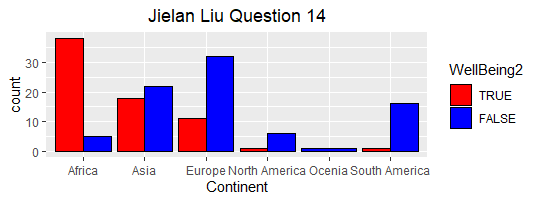 Jielan Liu Question 14
count
30
20
10
0
Africa Asia Europe North America Ocenia South America
Continent
WellBeing2
TRUE
FALSE